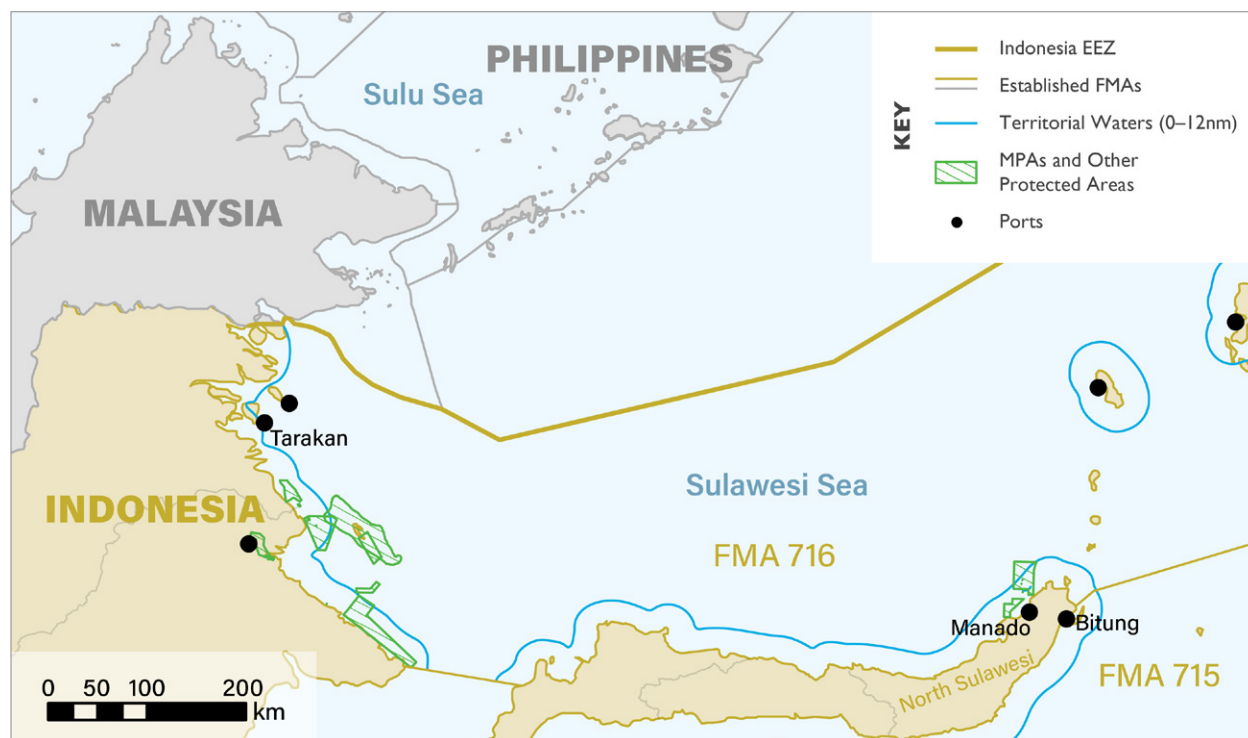 PHILIPPINES
Sulu Sea
MALAYSIA
KEY
Indonesia EEZ
Established FMAs
Territorial Waters (0–12nm)
MPAs and Other
Protected Areas
Ports
Tarakan
INDONESIA
Sulawesi Sea
FMA 716
Manado
Bitung
North Sulawesi
FMA 715
0 50 100 200
km